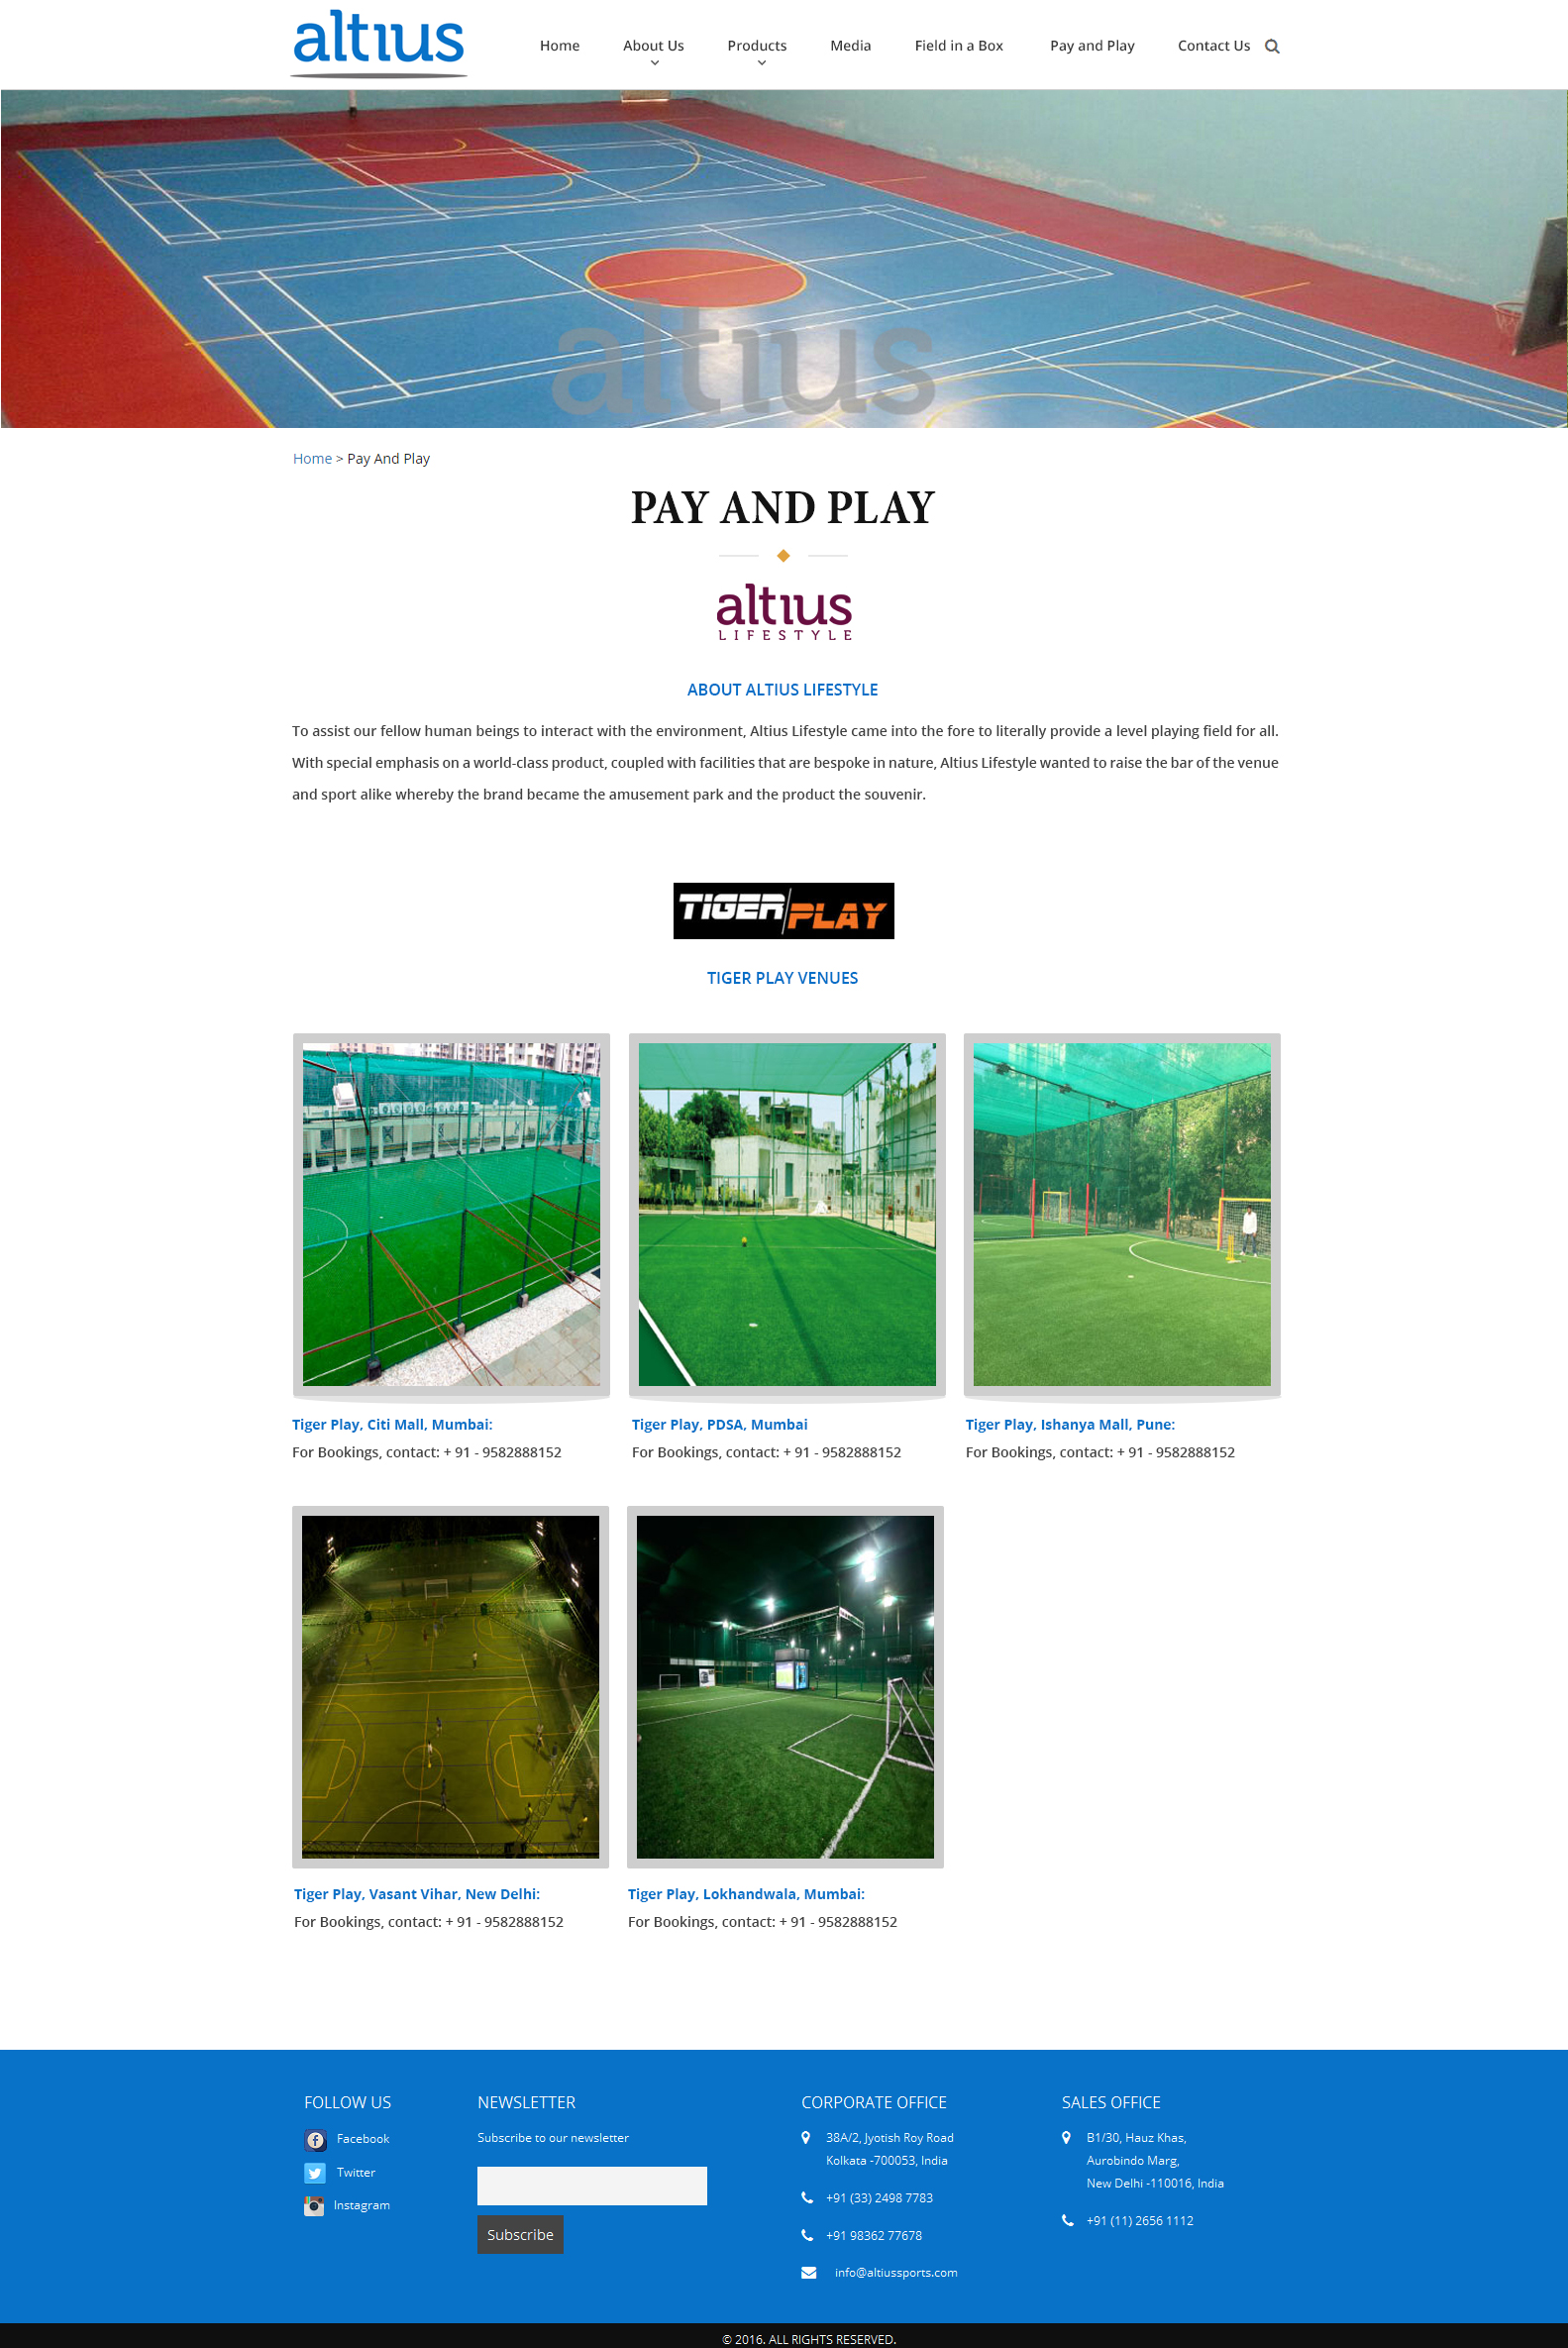 altius
Home About Us Products Media Field in a Box Pay and Play Contact Us
altius
Home > Pay And Play
PAY AND PLAY
altius
LIFESTYLE
ABOUT ALTIUS LIFESTYLE
To assist our fellow human beings to interact with the environment, Altius Lifestyle came into the fore to literally provide a level playing field for all.
With special emphasis on a world-class product, coupled with facilities that are bespoke in nature, Altius Lifestyle wanted to raise the bar of the venue
and sport alike whereby the brand became the amusement park and the product the souvenir.
TIGER PLAY
TIGER PLAY VENUES
Tiger Play, Citi Mall, Mumbai:
For Bookings, contact: + 91 - 9582888152
Tiger Play, PDSA, Mumbai
For Bookings, contact: + 91 - 9582888152
Tiger Play, Ishanya Mall, Pune:
For Bookings, contact: + 91 - 9582888152
Tiger Play, Vasant Vihar, New Delhi:
For Bookings, contact: + 91 - 9582888152
Tiger Play, Lokhandwala, Mumbai:
For Bookings, contact: + 91 - 9582888152
FOLLOW US
Facebook
Twitter
Instagram
NEWSLETTER
Subscribe to our newsletter
Subscribe
CORPORATE OFFICE
38A/2, Jyotish Roy Road
Kolkata -700053, India
+91 (33) 2498 7783
+91 98362 77678
info@altiussports.com
SALES OFFICE
B1/30, Hauz Khas,
Aurobindo Marg,
New Delhi -110016, India
+91 (11) 2656 1112
© 2016. ALL RIGHTS RESERVED.